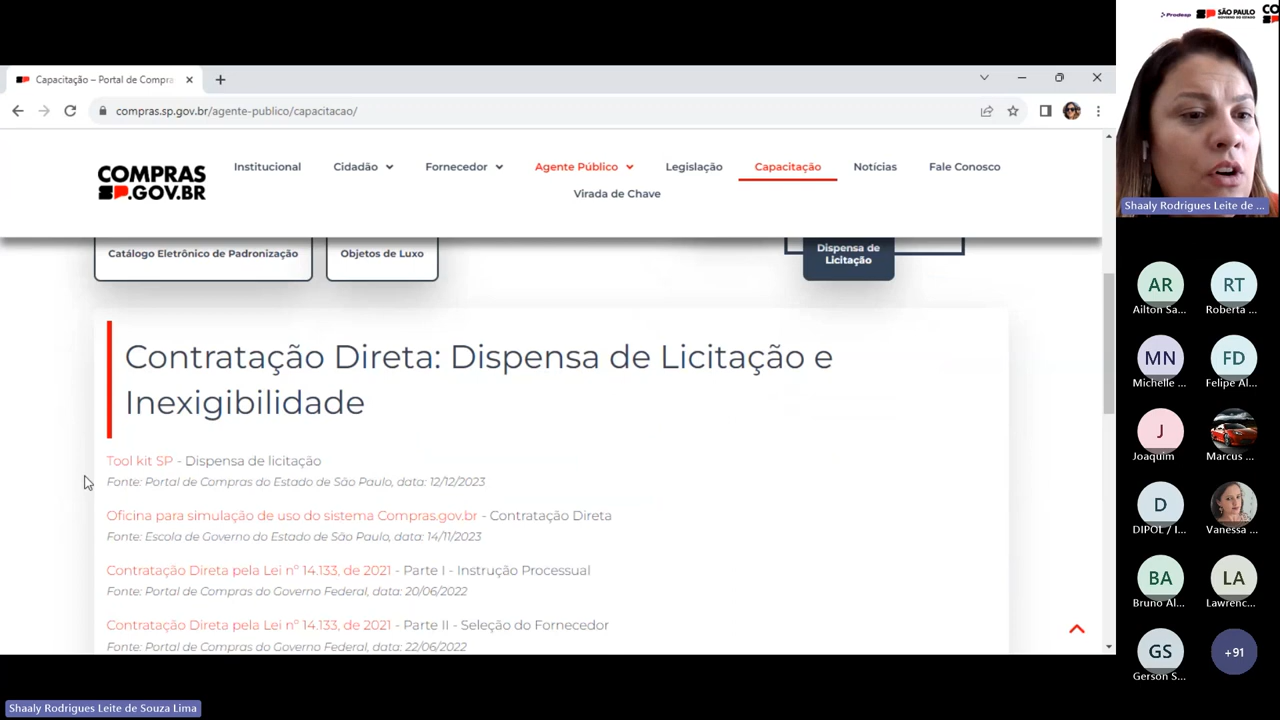 Capacitação – Portal de Compra
compras.sp.gov.br/agente-publico/capacitacao/
COMPRAS
SP.GOV.BR
Institucional
Cidadão
Fornecedor
Agente Público
Legislação
Capacitação
Notícias
Fale Conosco
Virada de Chave
Catálogo Eletrônico de Padronização
Objetos de Luxo
Dispensa de
Licitação
Contratação Direta: Dispensa de Licitação e
Inexigibilidade
Tool kit SP - Dispensa de licitação
Fonte: Portal de Compras do Estado de São Paulo, data: 12/12/2023
Oficina para simulação de uso do sistema Compras.gov.br - Contratação Direta
Fonte: Escola de Governo do Estado de São Paulo, data: 14/11/2023
Contratação Direta pela Lei nº 14.133, de 2021 - Parte I - Instrução Processual
Fonte: Portal de Compras do Governo Federal, data: 20/06/2022
Contratação Direta pela Lei nº 14.133, de 2021 - Parte II - Seleção do Fornecedor
Fonte: Portal de Compras do Governo Federal, data: 22/06/2022
Shaaly Rodrigues Leite de Souza Lima
Prodesp
SÃO PAULO
GOVERNO DO ESTADO
CO
SP
Shaaly Rodrigues Leite de ...
AR
RT
Ailton Sa...
Roberta ...
MN
FD
Michelle ...
Felipe Al...
J
Joaquim
Marcus ...
D
DIPOL / I...
Vanessa ...
BA
LA
Bruno Al...
Lawrenc...
GS
+91
Gerson S...